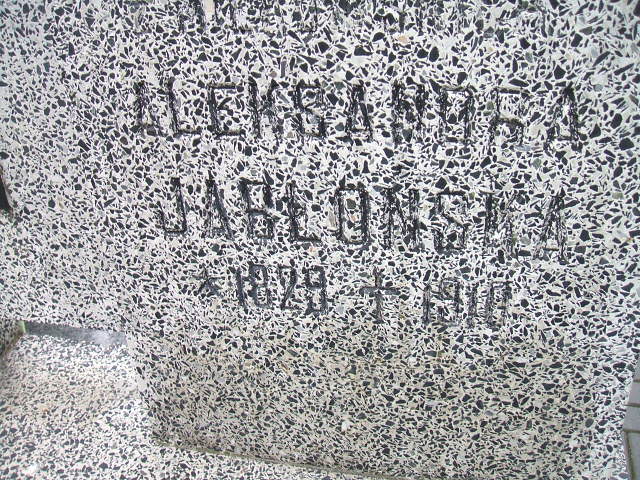 ALEKSANDRA
JABŁOŃSKA
* 1829 + 1910